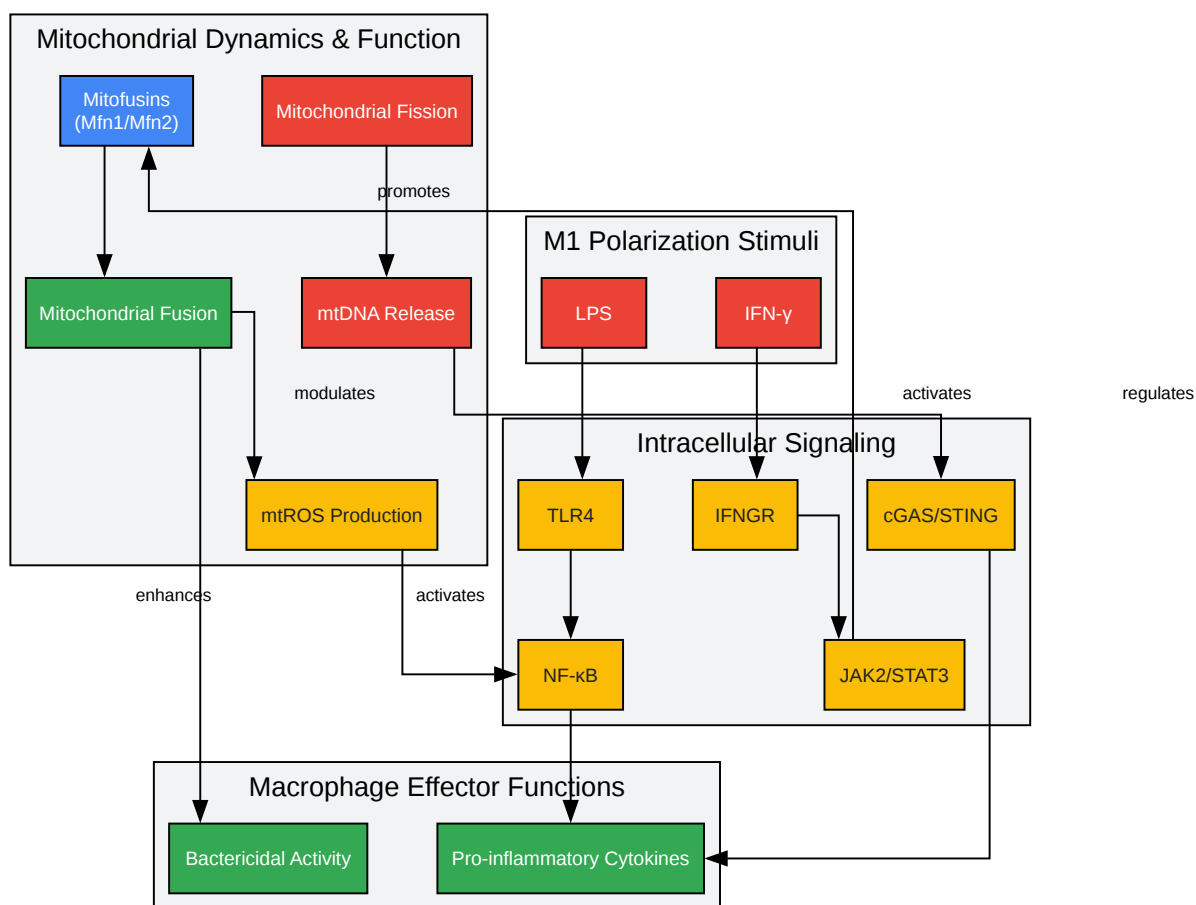 Mitochondrial Dynamics & Function
Mitofusins
(Mfn1/Mfn2)
Mitochondrial Fission
promotes
M1 Polarization Stimuli
Mitochondrial Fusion
mtDNA Release
LPS
IFN-γ
modulates
activates
regulates
Intracellular Signaling
mtROS Production
TLR4
IFNGR
cGAS/STING
enhances
activates
NF-κB
JAK2/STAT3
Macrophage Effector Functions
Bactericidal Activity
Pro-inflammatory Cytokines